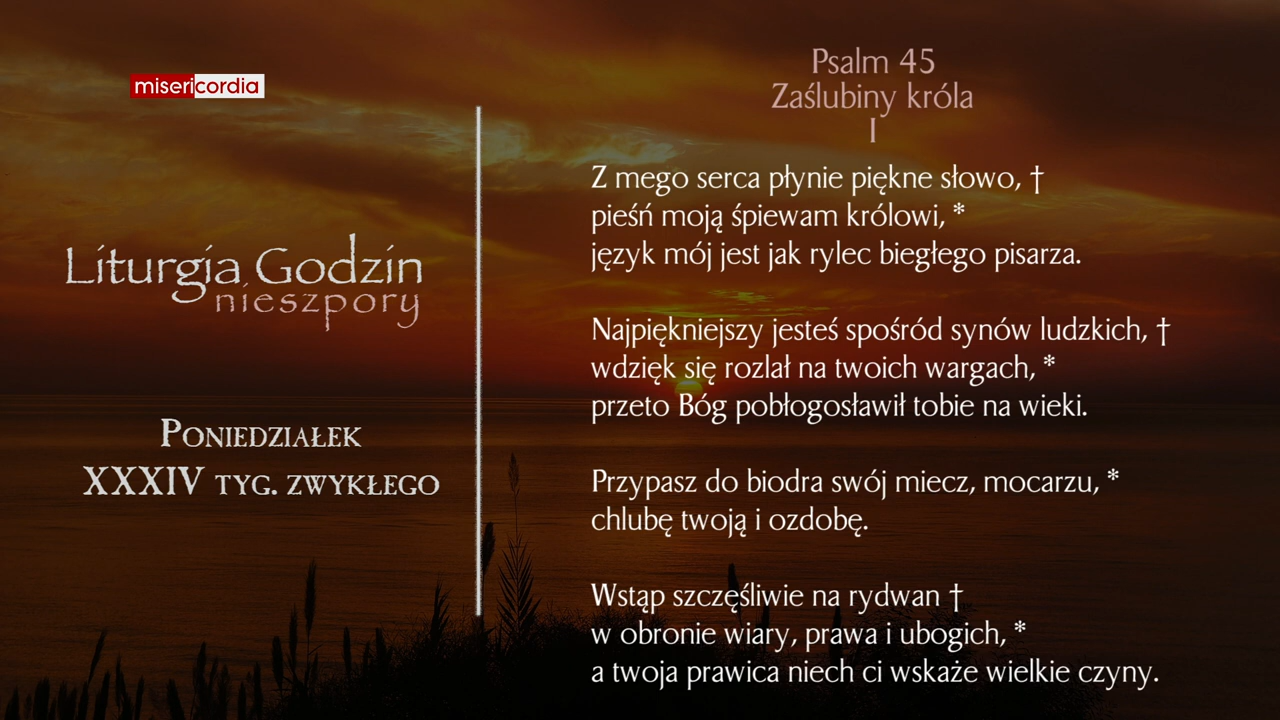 misericordia
Liturgia Godzin
nieszpory
Poniedziałek
XXXIV tyg. zwykłego
Psalm 45
Zaślubiny króla
I
Z mego serca płynie piękne słowo, †
pieśń moją śpiewam królowi, *
język mój jest jak rylec biegłego pisarza.
Najpiękniejszy jesteś spośród synów ludzkich, †
wdzięk się rozlał na twoich wargach, *
przeto Bóg pobłogosławił tobie na wieki.
Przypasz do biodra swój miecz, mocarzu, *
chlubę twoją i ozdobę.
Wstąp szczęśliwie na rydwan †
w obronie wiary, prawa i ubogich, *
a twoja prawica niech ci wskaże wielkie czyny.